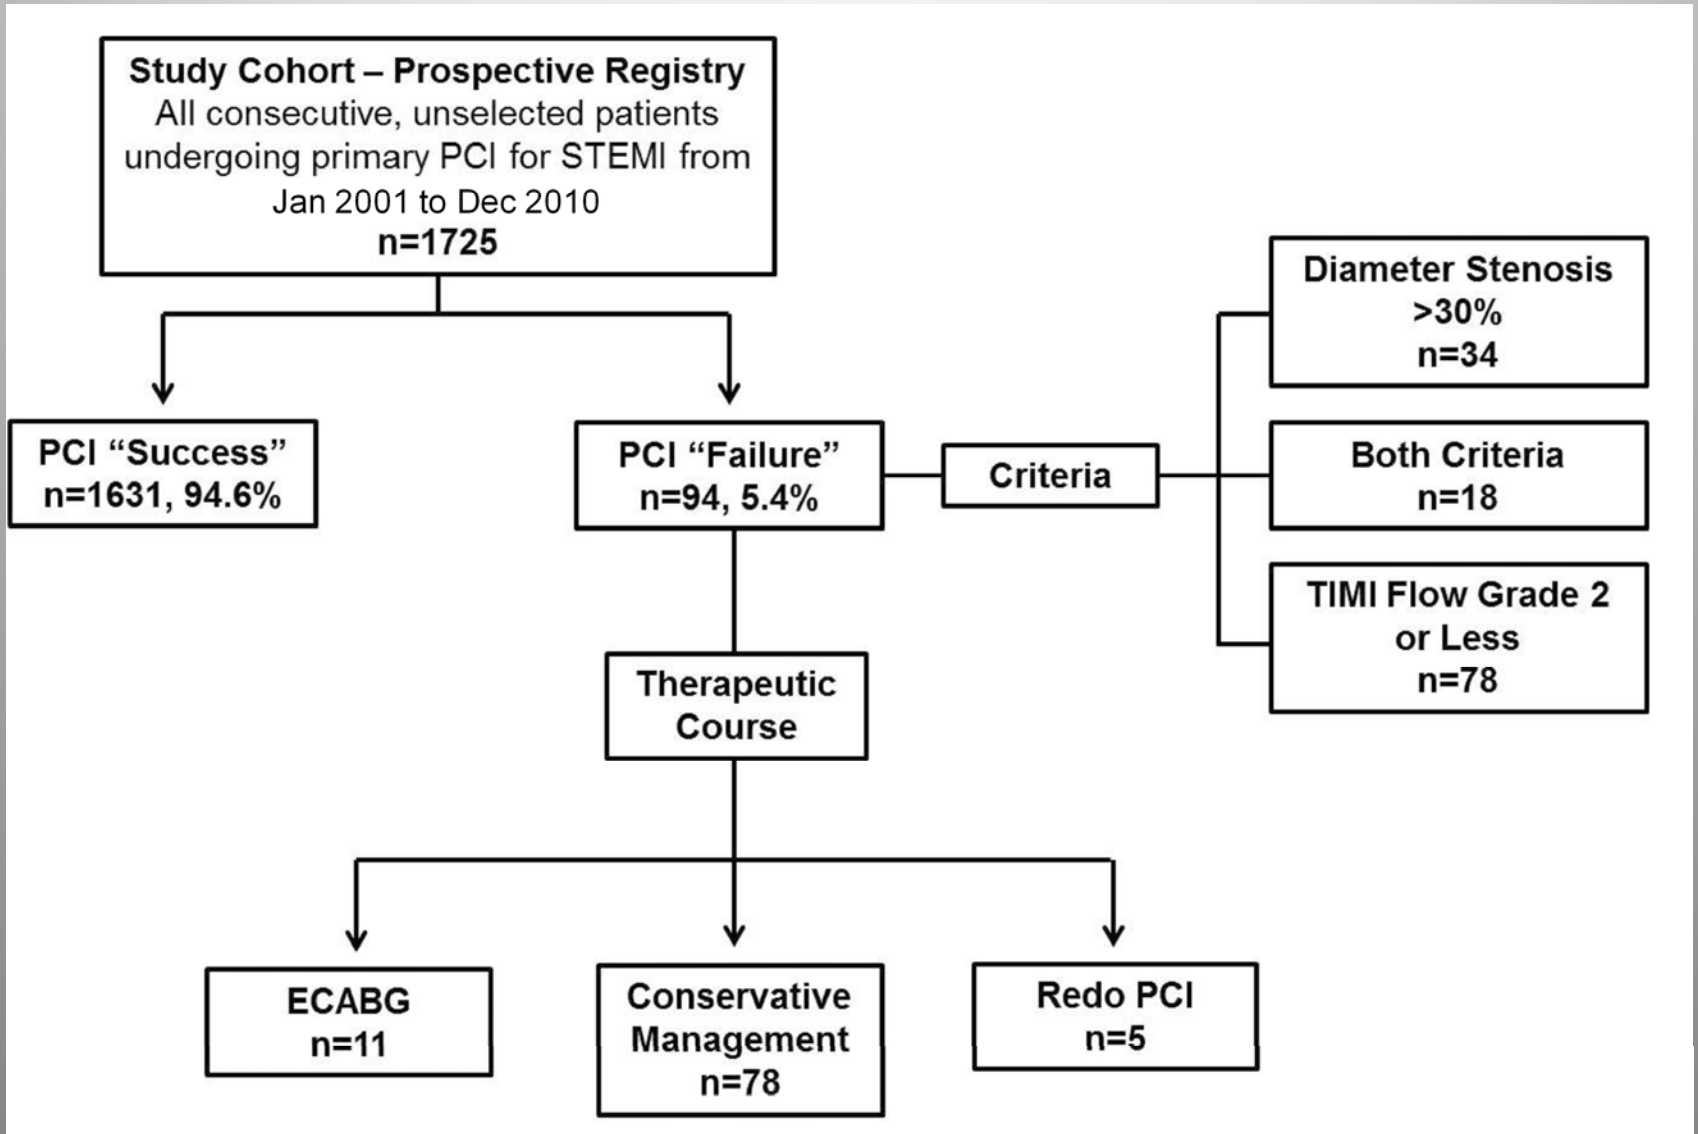 Study Cohort – Prospective Registry
All consecutive, unselected patients
undergoing primary PCI for STEMI from
Jan 2001 to Dec 2010
n=1725
PCI “Success”
n=1631, 94.6%
PCI “Failure”
n=94, 5.4%
Criteria
Diameter Stenosis
>30%
n=34
Both Criteria
n=18
TIMI Flow Grade 2
or Less
n=78
Therapeutic
Course
ECABG
n=11
Conservative
Management
n=78
Redo PCI
n=5